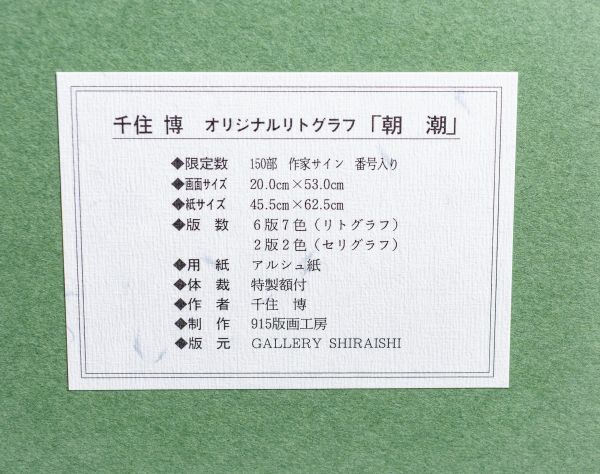 千住 博 オリジナルリトグラフ「朝 潮」
◆限定数 150部 作家サイン 番号入り
◆画面サイズ 20.0cm×53.0cm
◆紙サイズ 45.5cm×62.5cm
◆版 数 6版7色（リトグラフ）
2版2色（セリグラフ）
◆用 紙 アルシュ紙
◆体 裁 特製額付
◆作 者 千住 博
◆制 作 915版画工房
◆版 元 GALLERY SHIRAISHI